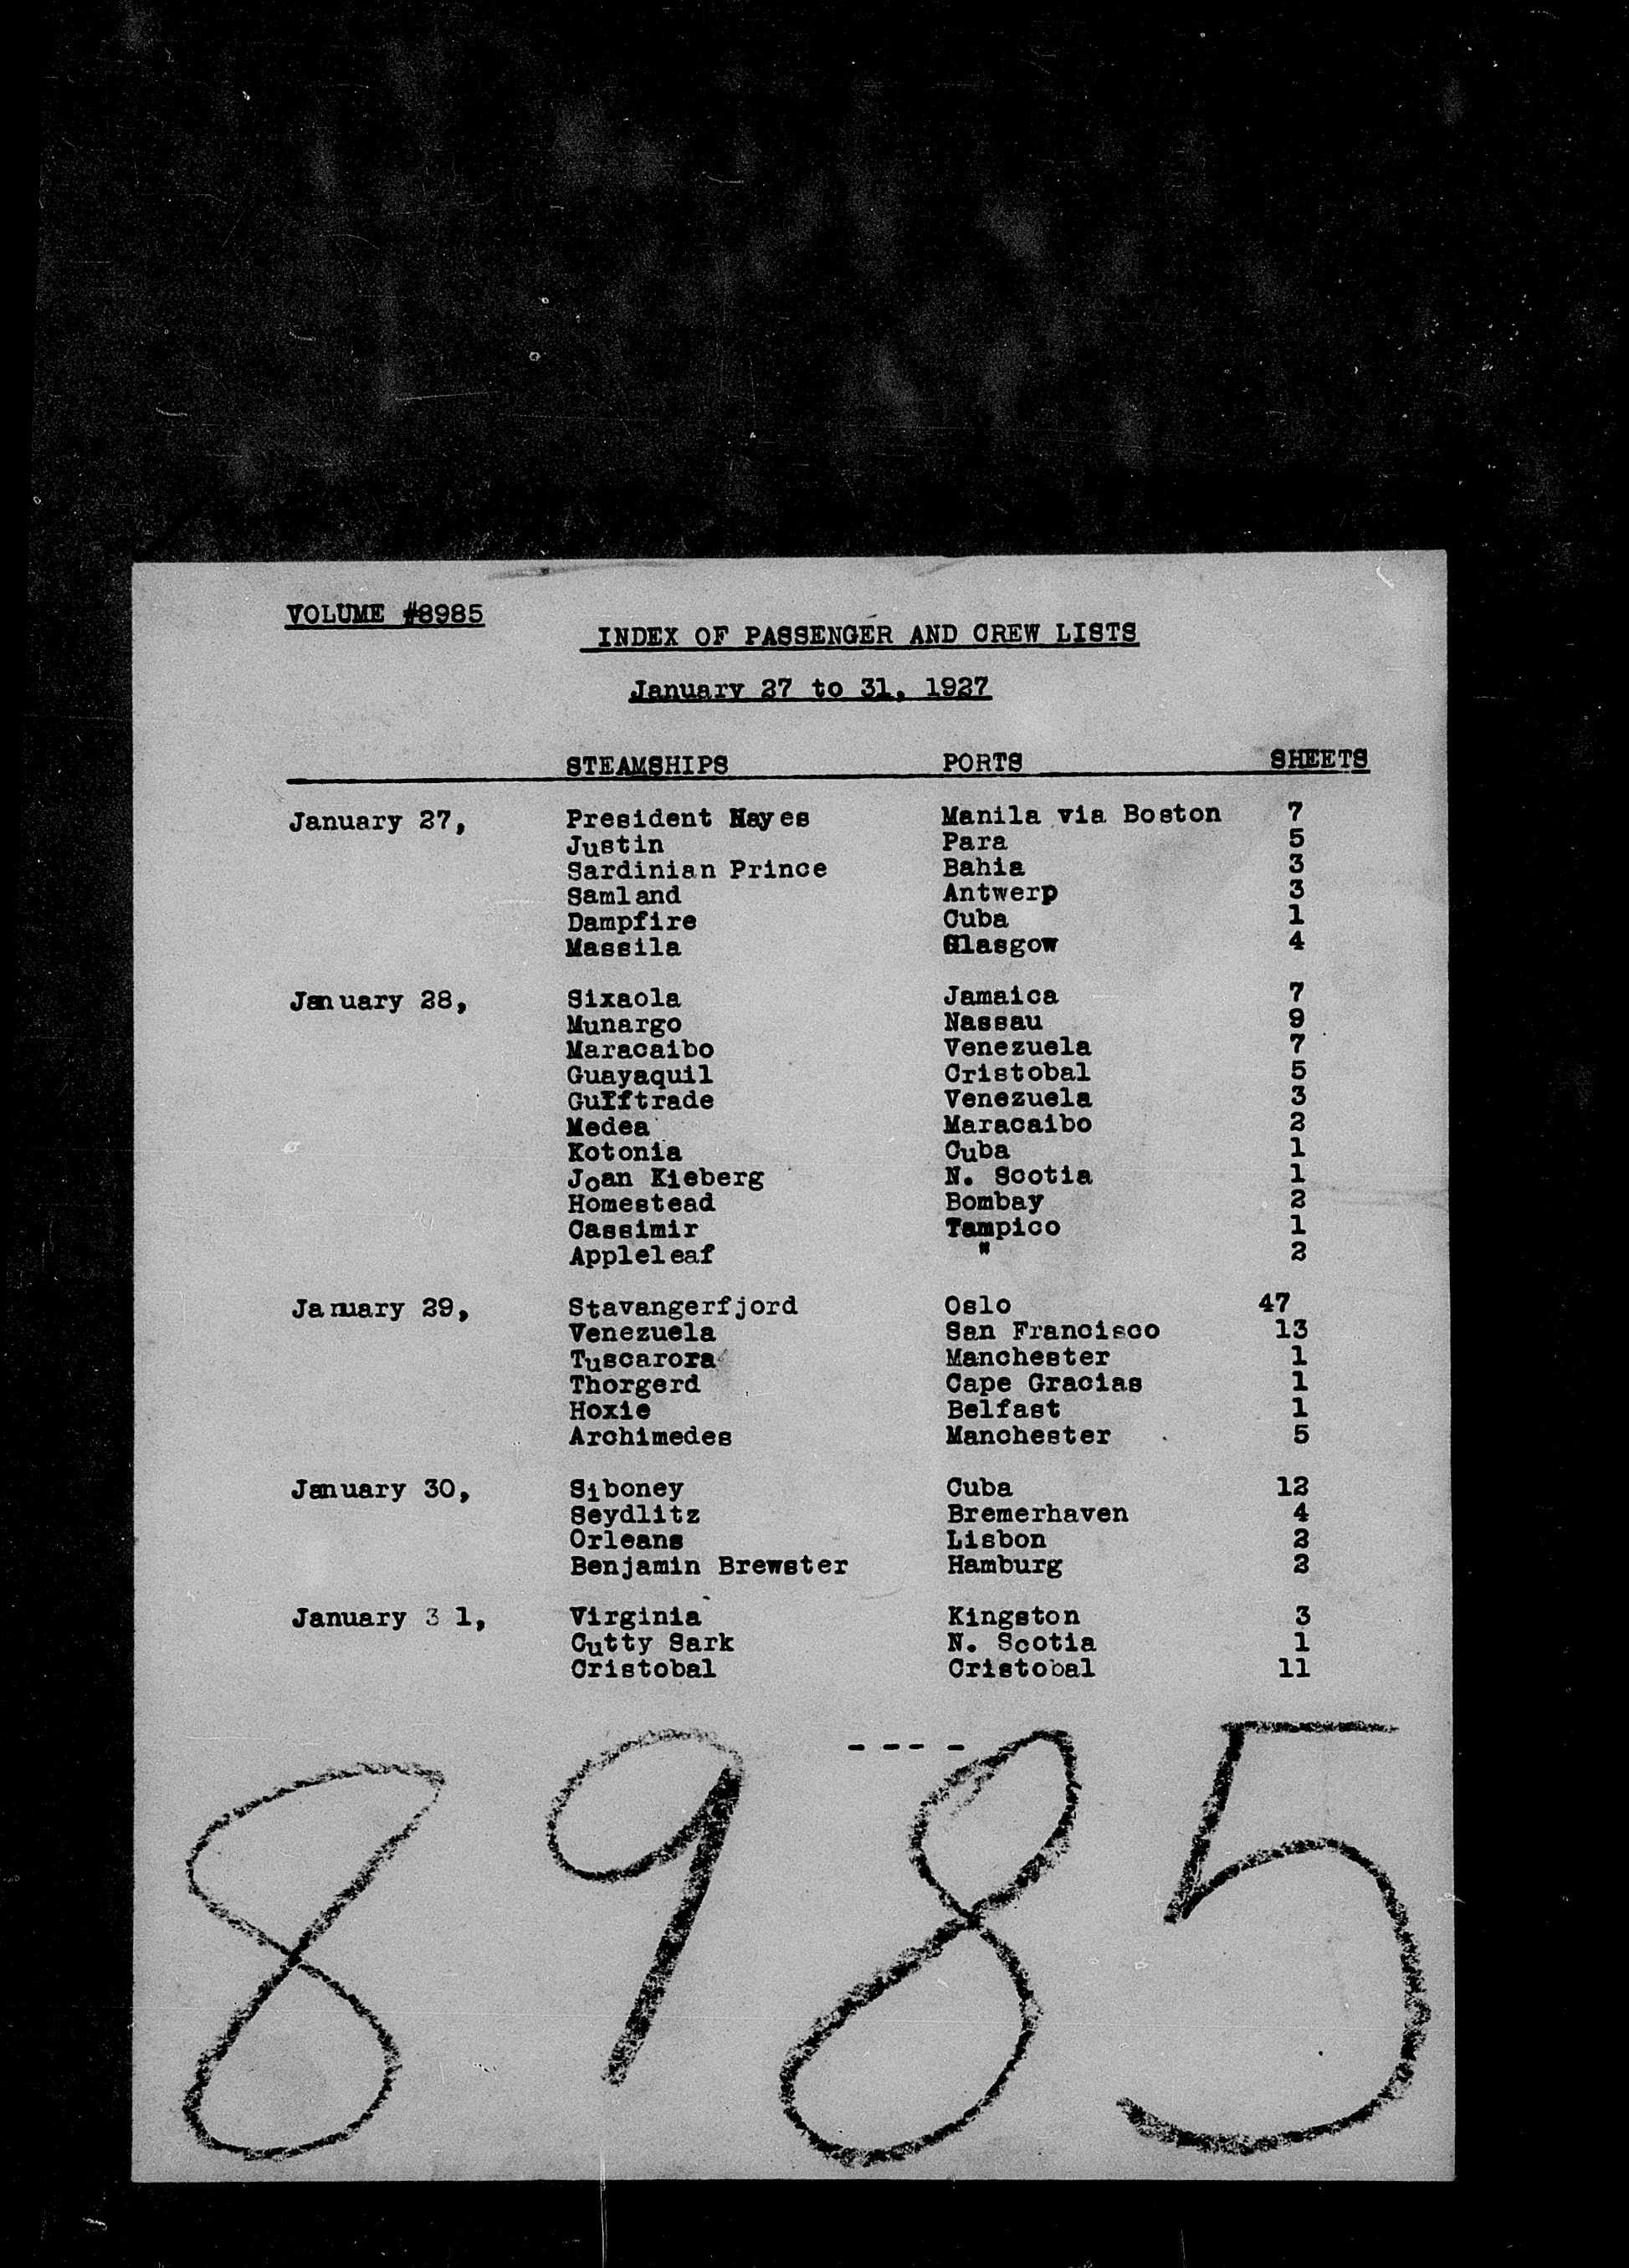 VOLUME #8985
INDEX OF PASSENGER AND CREW LISTS
January 27 to 31, 1927
STEAMSHIPS PORTS SHEETS
January 27, President Hayes Manila via Boston 7
Justin Para 5
Sardinian Prince Bahia 3
Samland Antwerp 3
Dampfire Cuba 1
Massila Glasgow 4
January 28, Sixaola Jamaica 7
Munargo Nassau 9
Maracaibo Venezuela 7
Guayaquil Cristobal 5
Gulftrade Venezuela 3
Medea Maracaibo 2
Kotonia Cuba 1
Joan Kieberg N. Scotia 1
Homestead Bombay 2
Cassimir Tampico 1
Appleleaf " 2
January 29, Stavangerfjord Oslo 47
Venezuela San Francisco 13
Tuscarora Manchester 1
Thorgerd Cape Gracias 1
Hoxie Belfast 1
Archimedes Manchester 5
January 30, Siboney Cuba 12
Seydlitz Bremerhaven 4
Orleans Lisbon 2
Benjamin Brewster Hamburg 2
January 31, Virginia Kingston 3
Cutty Sark N. Scotia 1
Cristobal Cristobal 11
- - - -
8985